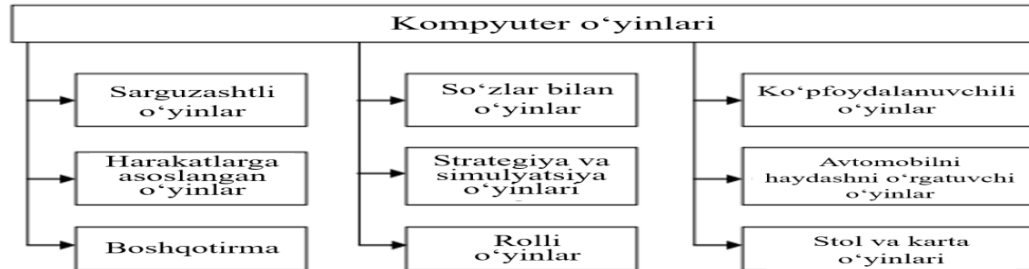 Kompyuter o‘yinlari
Sarguzashtli
o‘yinlar
So‘zlar bilan
o‘yinlar
Ko‘pfoydalanuvchili
o‘yinlar
Harakatlarga
asoslangan
o‘yinlar
Strategiya va
simulyatsiya
o‘yinlari
Avtomobilni
haydashni o‘rgatuvchi
o‘yinlar
Boshqotirma
Rolli
o‘yinlar
Stol va karta
o‘yinlari